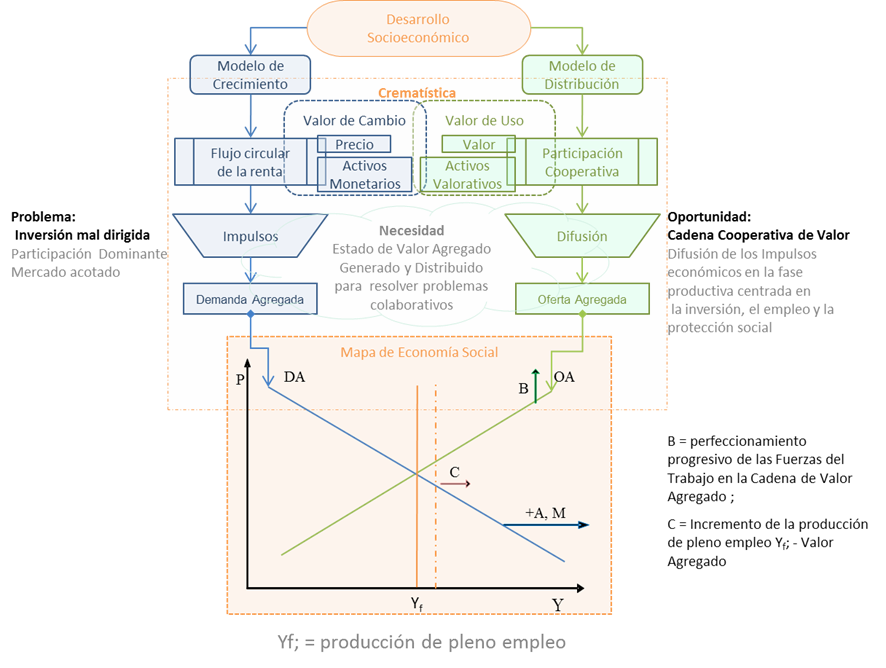 Desarrollo
Socioeconómico
Modelo de
Crecimiento
Modelo de
Distribución
Crematística
Valor de Cambio
Valor de Uso
Precio
Valor
Flujo circular
de la renta
Activos
Monetarios
Activos
Valorativos
Participación
Cooperativa
Problema:
Inversión mal dirigida
Participación Dominante
Mercado acotado
Impulsos
Necesidad
Estado de Valor Agregado
Generado y Distribuido
para resolver problemas
colaborativos
Difusión
Oportunidad:
Cadena Cooperativa de Valor
Difusión de los Impulsos
económicos en la fase
productiva centrada en
la inversión, el empleo y la
protección social
Demanda Agregada
Oferta Agregada
Mapa de Economía Social
P
DA
B
OA
C
+A, M
Yf
Y
B = perfeccionamiento
progresivo de las Fuerzas del
Trabajo en la Cadena de Valor
Agregado ;
C = Incremento de la producción
de pleno empleo Yf; - Valor
Agregado
Yf; = producción de pleno empleo